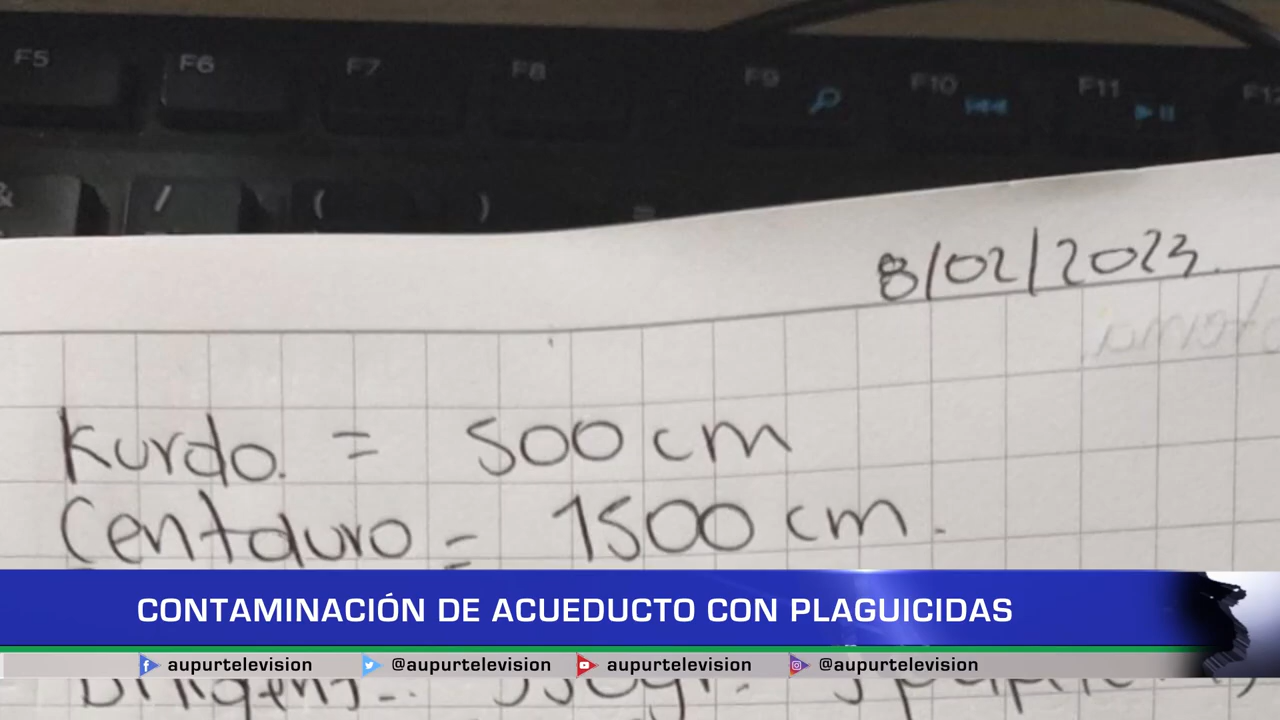 F5 F6 F7 F8 F9 F10 F11 F12
& / ( ) =
8/02/2023.
Kurdo. = 500 cm
Centauro = 1500 cm.
CONTAMINACIÓN DE ACUEDUCTO CON PLAGUICIDAS
aupurtelevision @aupurtelevision aupurtelevision @aupurtelevision